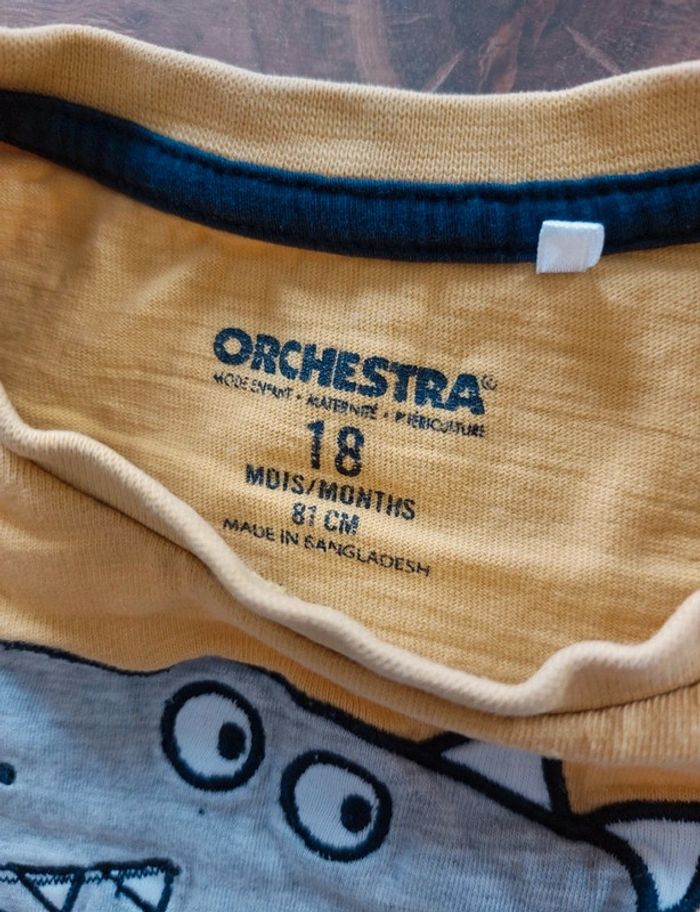 ORCHESTRA®
MODE ENFANT • MATERNITÉ • PUÉRICULTURE
18
MOIS/MONTHS
81 CM
MADE IN BANGLADESH